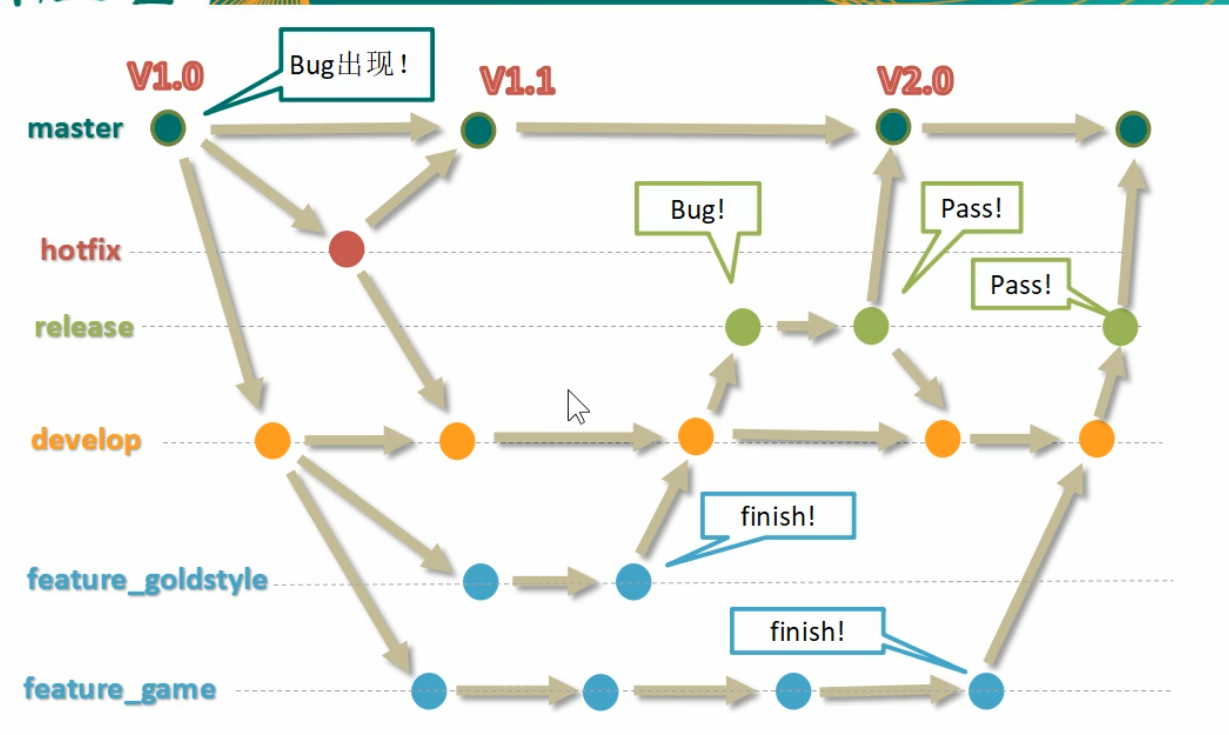 V1.0
Bug出现！
V1.1
V2.0
master
Bug!
Pass!
hotfix
Pass!
release
develop
finish!
feature_goldstyle
finish!
feature_game